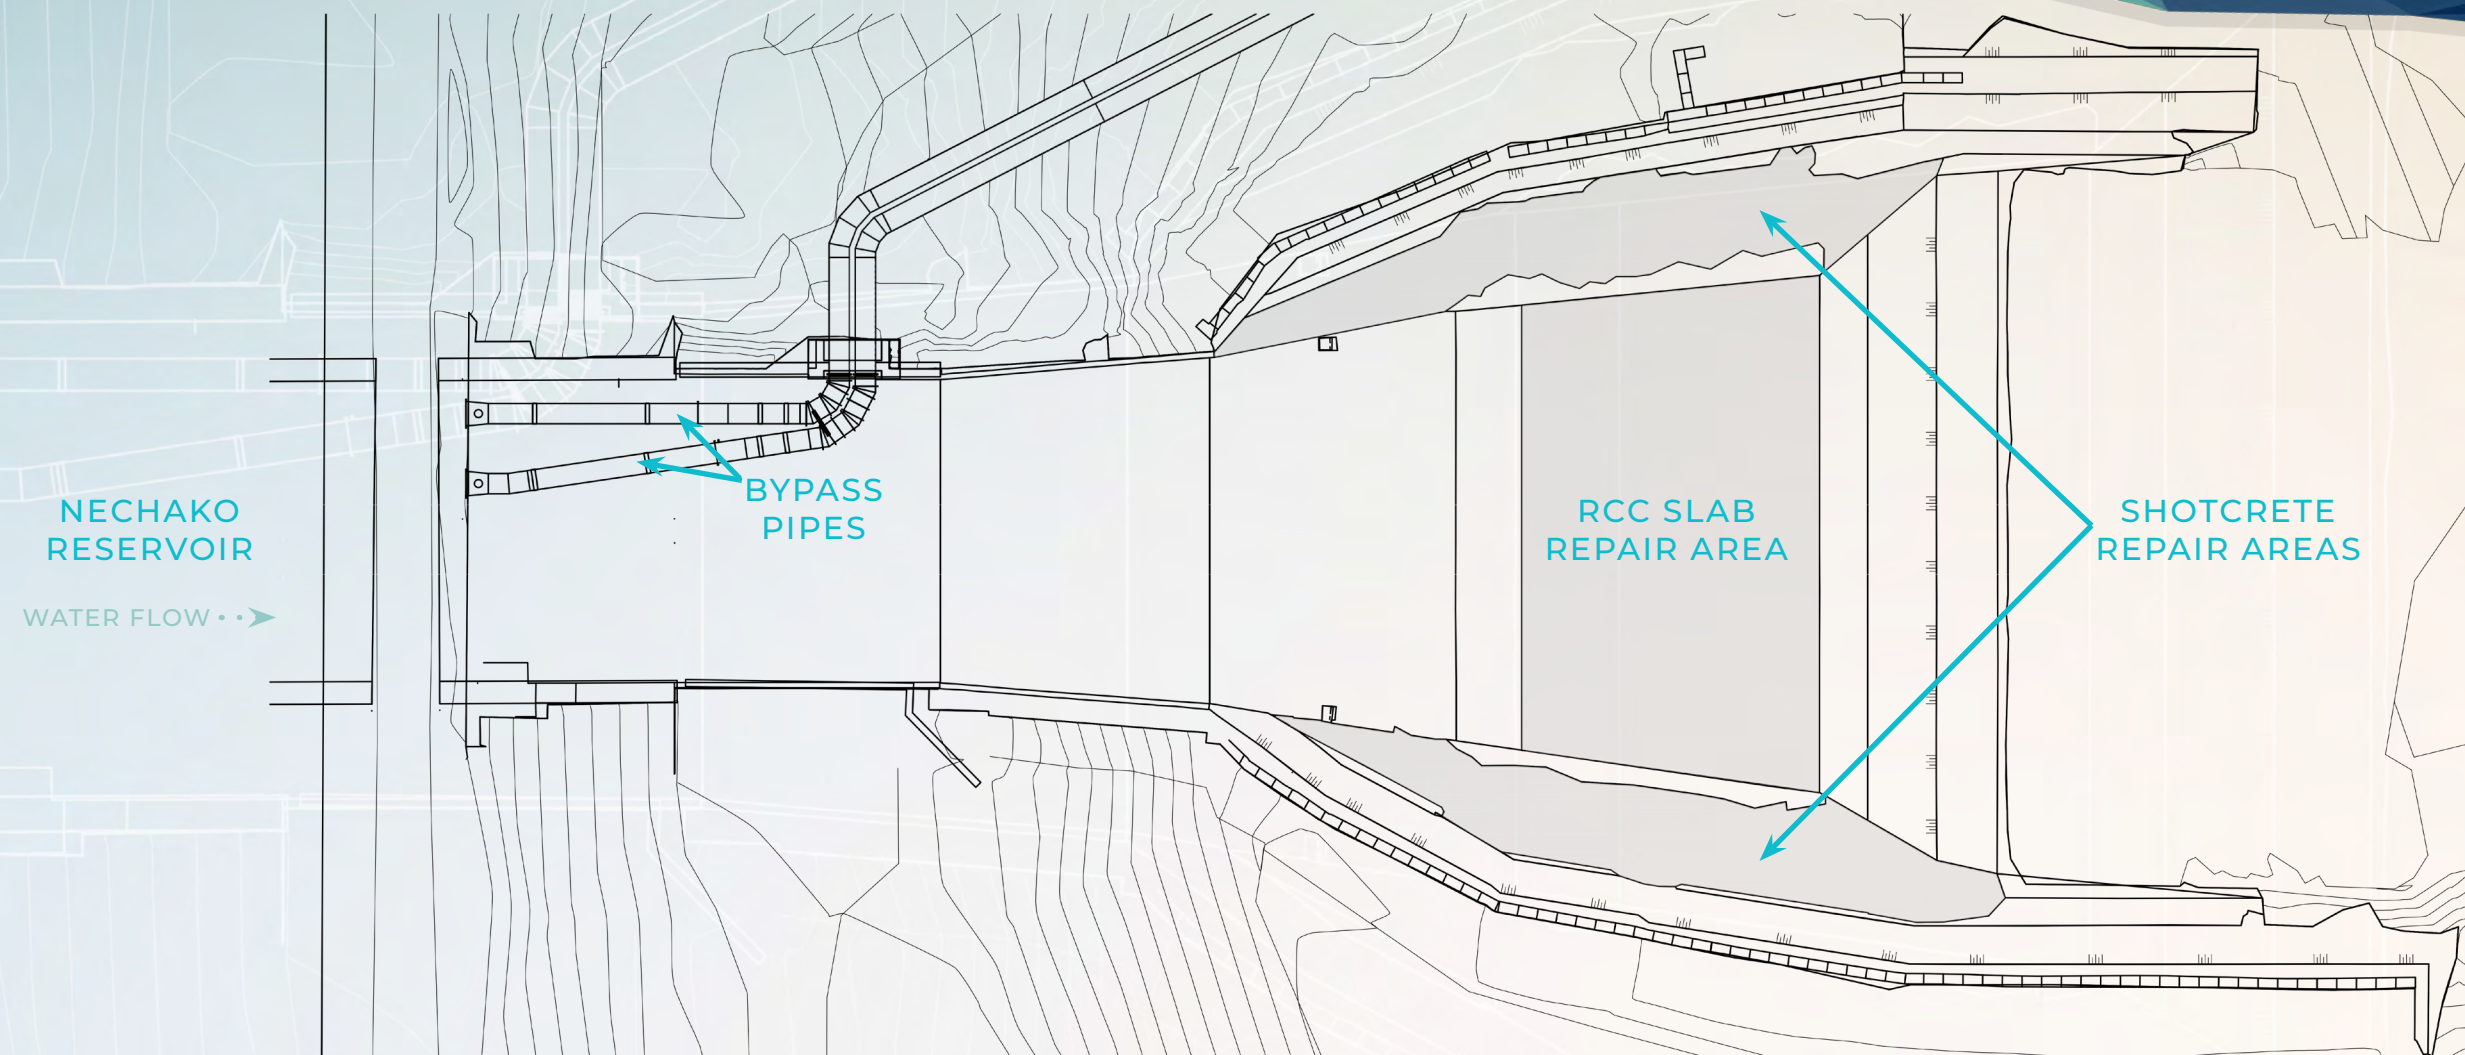 NECHAKO
RESERVOIR
WATER FLOW
BYPASS
PIPES
RCC SLAB
REPAIR AREA
SHOTCRETE
REPAIR AREAS